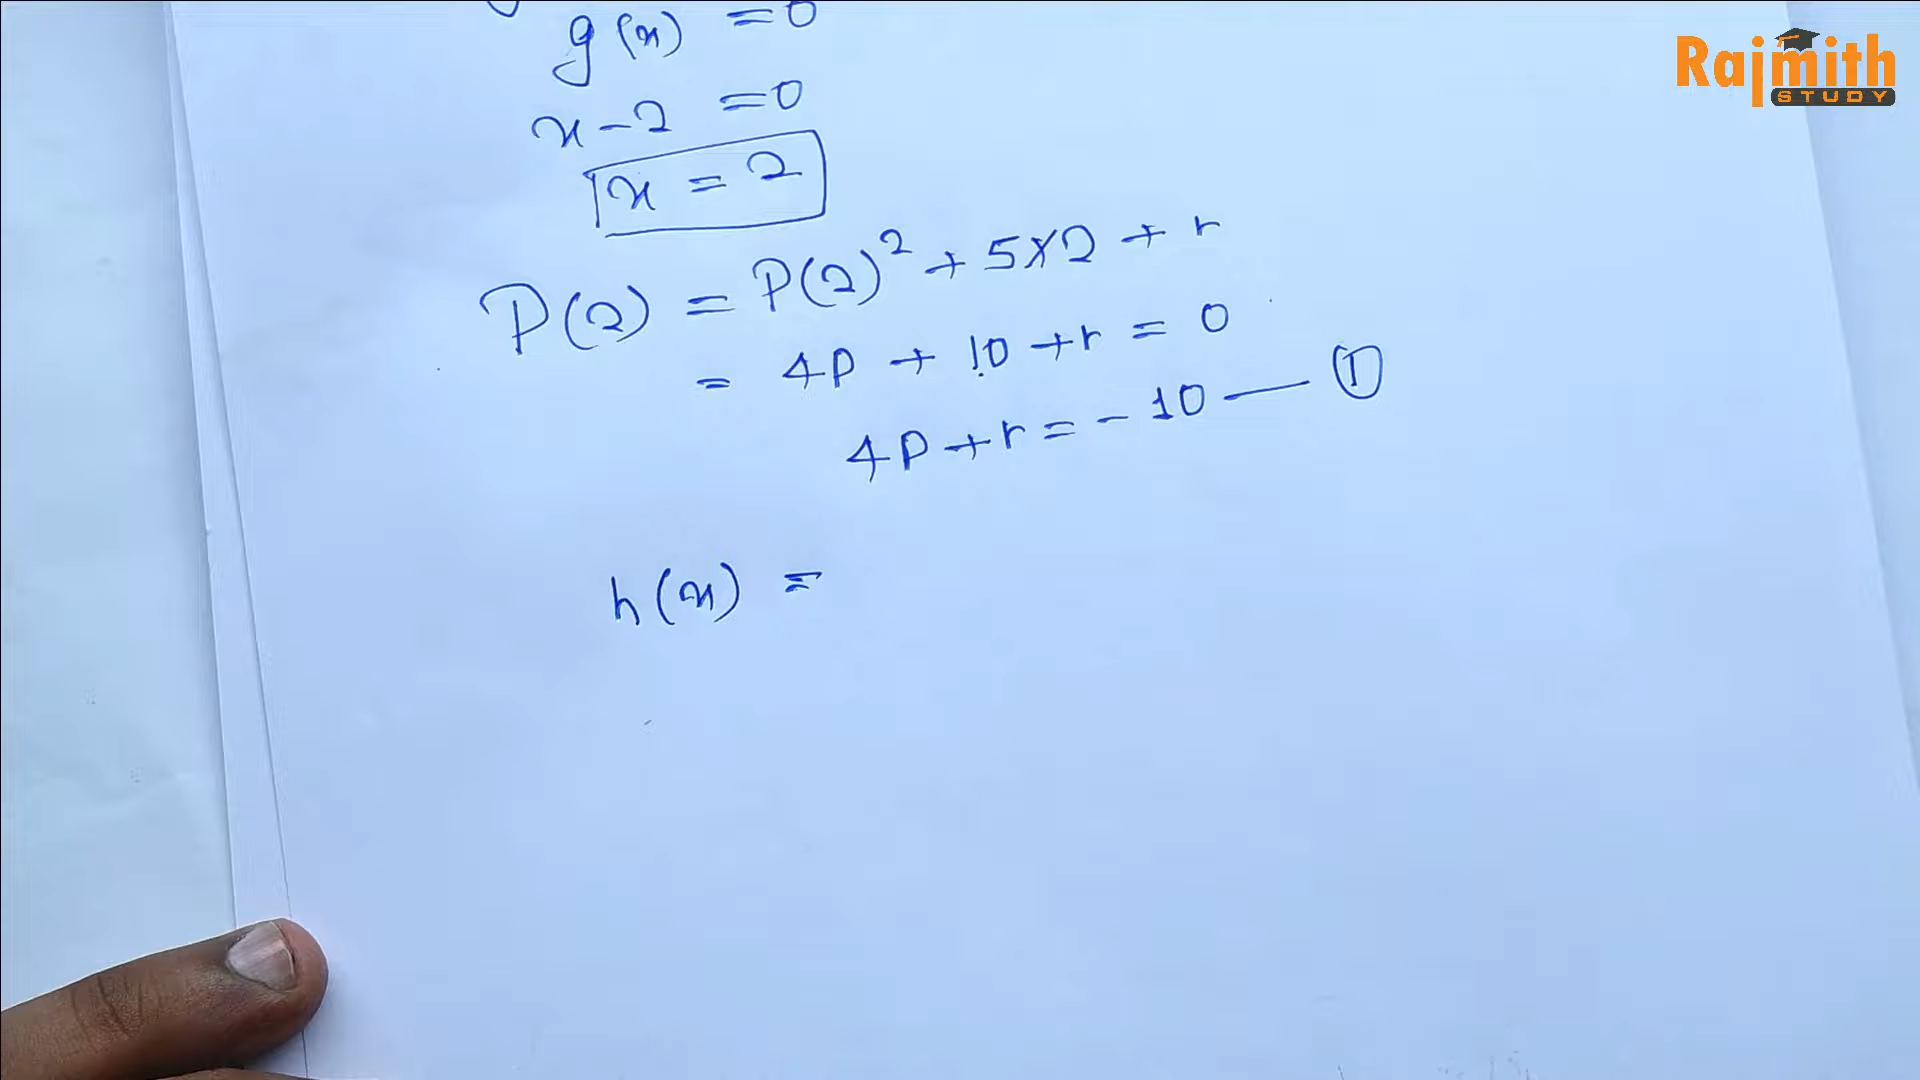 Rajmith
STUDY
g(x) = 0
x - 2 = 0
x = 2
P(2) = P(2)² + 5×2 + r
= 4P + 10 + r = 0
4P + r = - 10 — ①
h(x) =